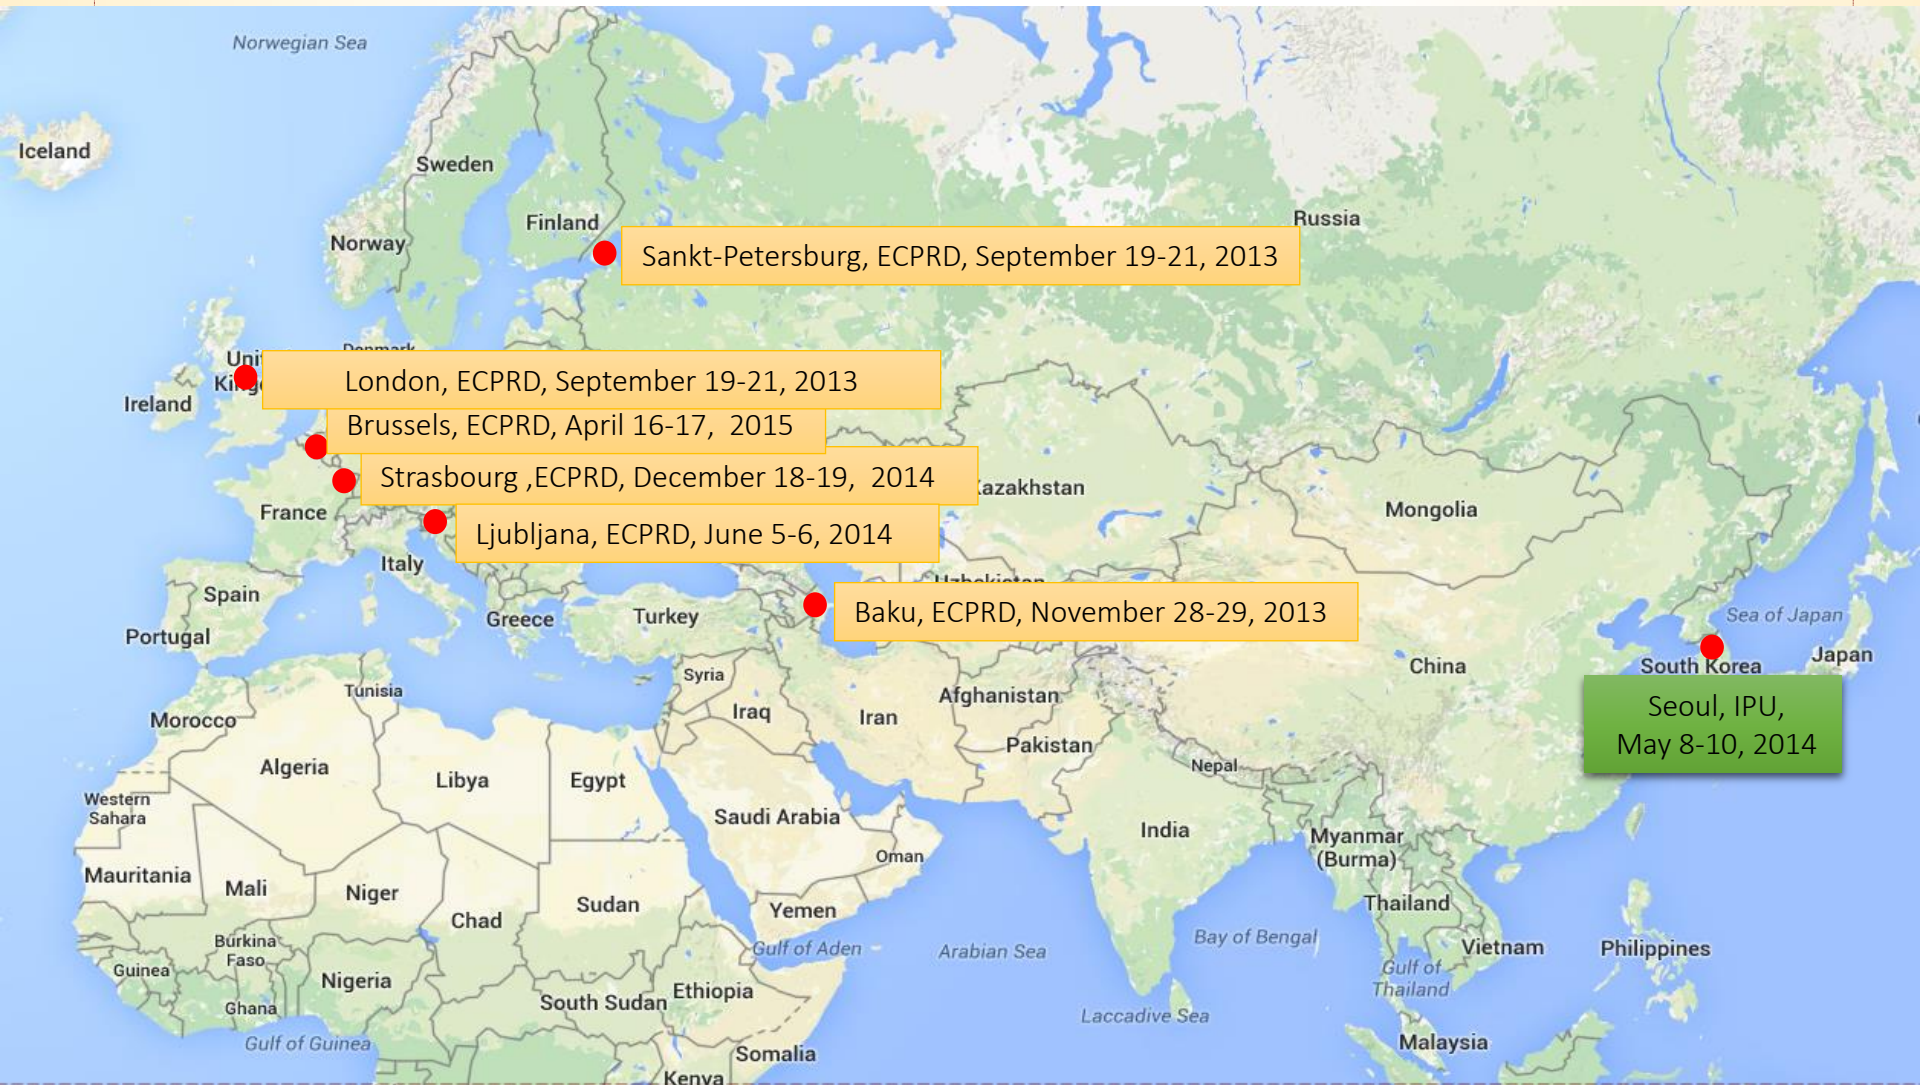 Norwegian Sea
Iceland
Sweden
Finland
Russia
Norway
Sankt-Petersburg, ECPRD, September 19-21, 2013
London, ECPRD, September 19-21, 2013
Ireland
Brussels, ECPRD, April 16-17, 2015
Strasbourg ,ECPRD, December 18-19, 2014
France
Mongolia
Ljubljana, ECPRD, June 5-6, 2014
Italy
Spain
Baku, ECPRD, November 28-29, 2013
Greece
Turkey
Sea of Japan
Portugal
China
South Korea
Japan
Syria
Tunisia
Afghanistan
Morocco
Iraq
Iran
Seoul, IPU,
May 8-10, 2014
Pakistan
Nepal
Algeria
Libya
Egypt
Western
Sahara
Saudi Arabia
India
Myanmar
(Burma)
Oman
Mauritania
Mali
Niger
Chad
Sudan
Yemen
Thailand
Burkina
Faso
Gulf of Aden
Arabian Sea
Bay of Bengal
Vietnam
Philippines
Guinea
Nigeria
Gulf of
Thailand
Ghana
South Sudan
Ethiopia
Laccadive Sea
Gulf of Guinea
Somalia
Malaysia
Kenya